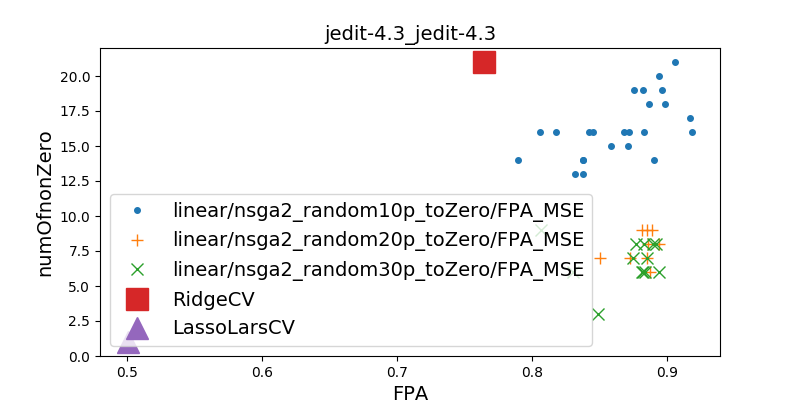 jedit-4.3_jedit-4.3
numOfnonZero
20.0
17.5
15.0
12.5
10.0
7.5
5.0
2.5
0.0
linear/nsga2_random10p_toZero/FPA_MSE
linear/nsga2_random20p_toZero/FPA_MSE
linear/nsga2_random30p_toZero/FPA_MSE
RidgeCV
LassoLarsCV
0.5 0.6 0.7 0.8 0.9
FPA